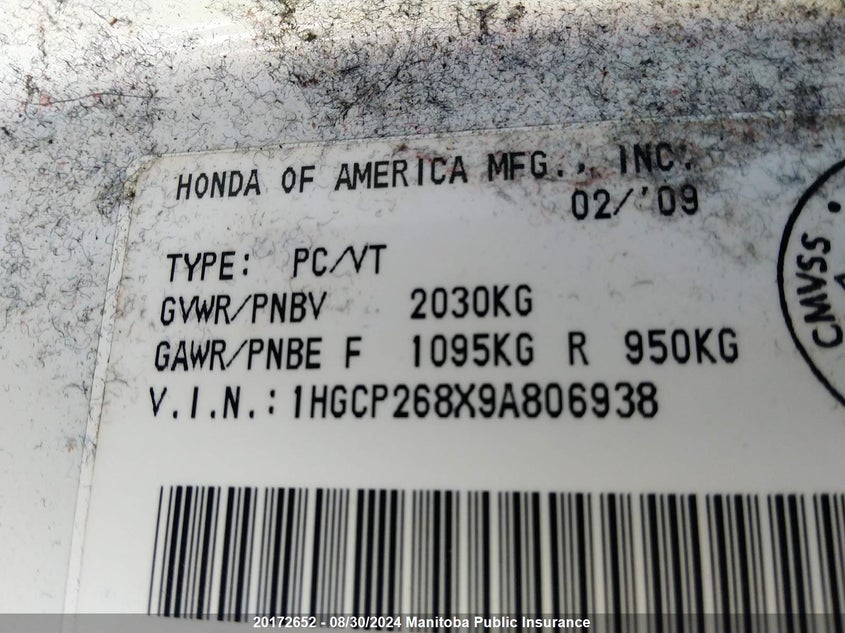 HONDA OF AMERICA MFG., INC.
02/'09
TYPE: PC/VT
GVWR/PNBV 2030KG
GAWR/PNBE F 1095KG R 950KG
V.I.N.: 1HGCP268X9A806938
CMVSS
20172652 - 08/30/2024 Manitoba Public Insurance